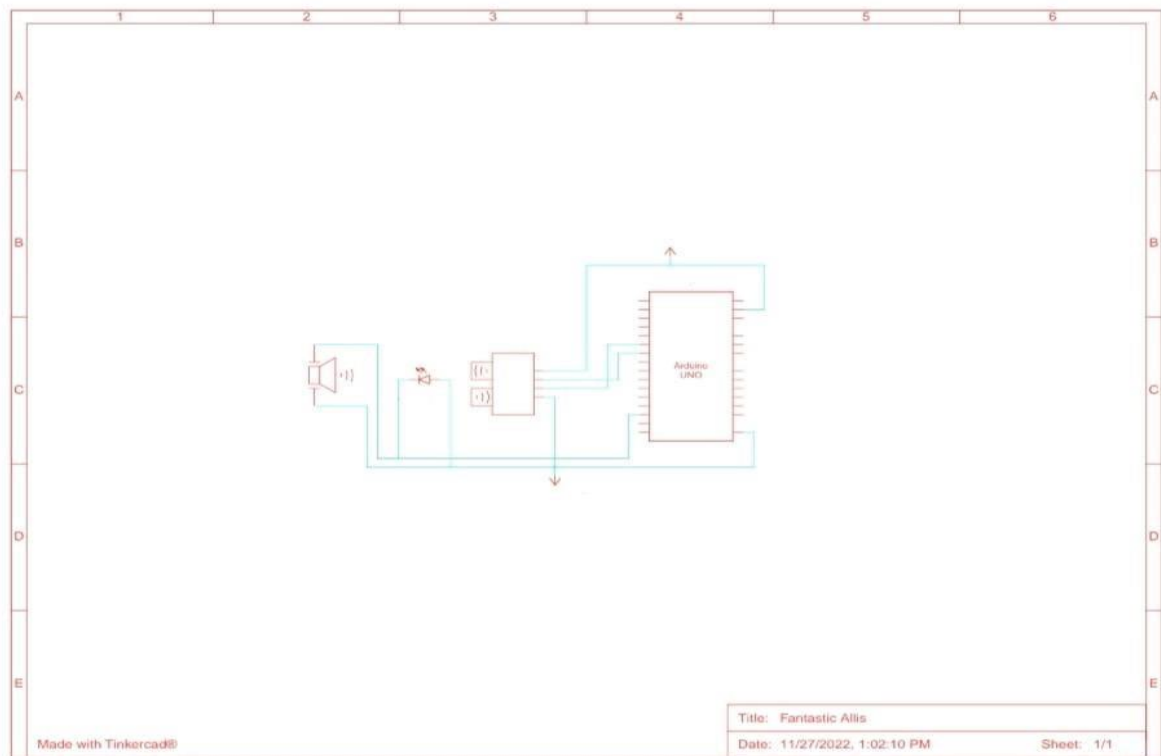 1 2 3 4 5 6
A A
B B
C C
Arduino
UNO
D D
E E
Title: Fantastic Allis
Made with Tinkercad®
Date: 11/27/2022, 1:02:10 PM Sheet: 1/1